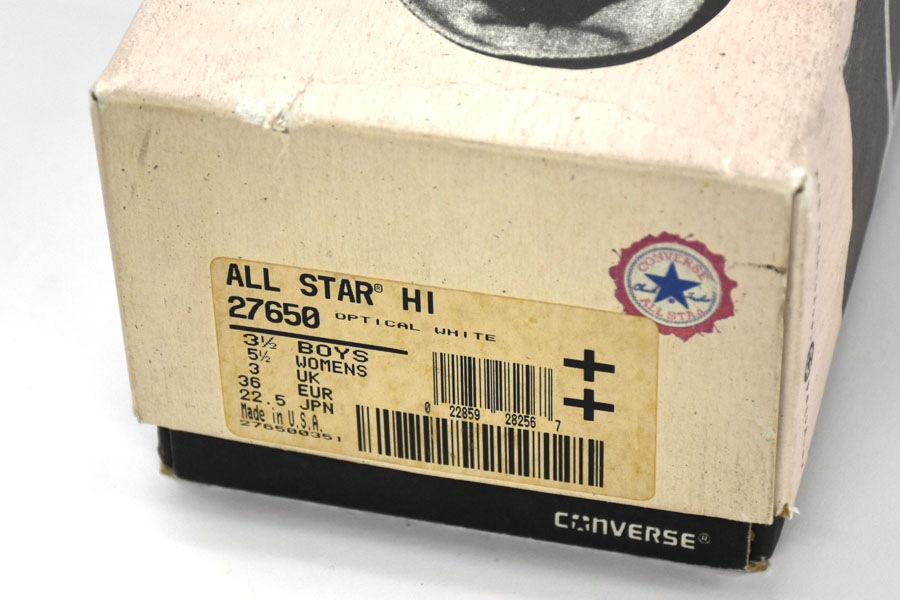 CONVERSE
ALL STAR
ALL STAR® HI
27650 OPTICAL WHITE
3½ BOYS
5½ WOMENS
3 UK
36 EUR
22.5 JPN
Made in U.S.A.
276500351
0 22859 28256 7
++
CONVERSE®